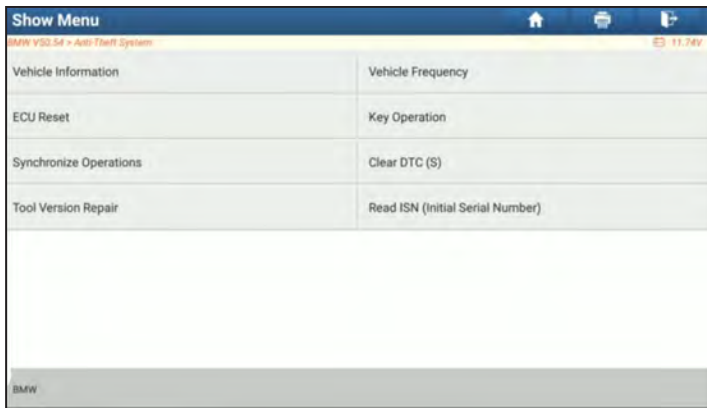 Show Menu
BMW V50.54 > Anti-Theft System 11.74V
Vehicle Information Vehicle Frequency
ECU Reset Key Operation
Synchronize Operations Clear DTC (S)
Tool Version Repair Read ISN (Initial Serial Number)
BMW